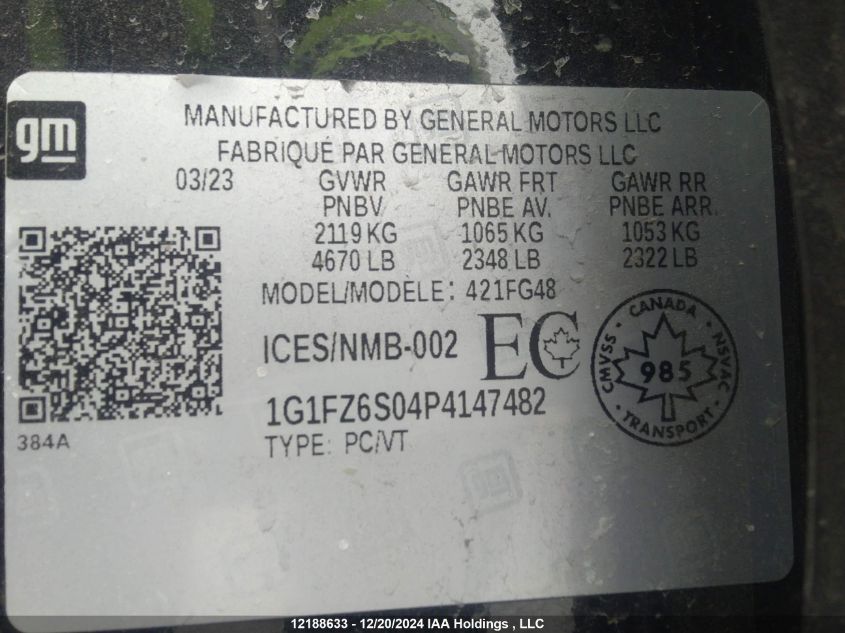 gm
MANUFACTURED BY GENERAL MOTORS LLC
FABRIQUÉ PAR GENERAL MOTORS LLC
03/23 GVWR GAWR FRT GAWR RR
PNBV PNBE AV. PNBE ARR.
2119 KG 1065 KG 1053 KG
4670 LB 2348 LB 2322 LB
MODEL/MODÈLE: 421FG48
ICES/NMB-002 EC
CANADA
CMVSS · NSVAC
985
TRANSPORT
1G1FZ6S04P4147482
384A TYPE: PC/VT
12188633 - 12/20/2024 IAA Holdings , LLC